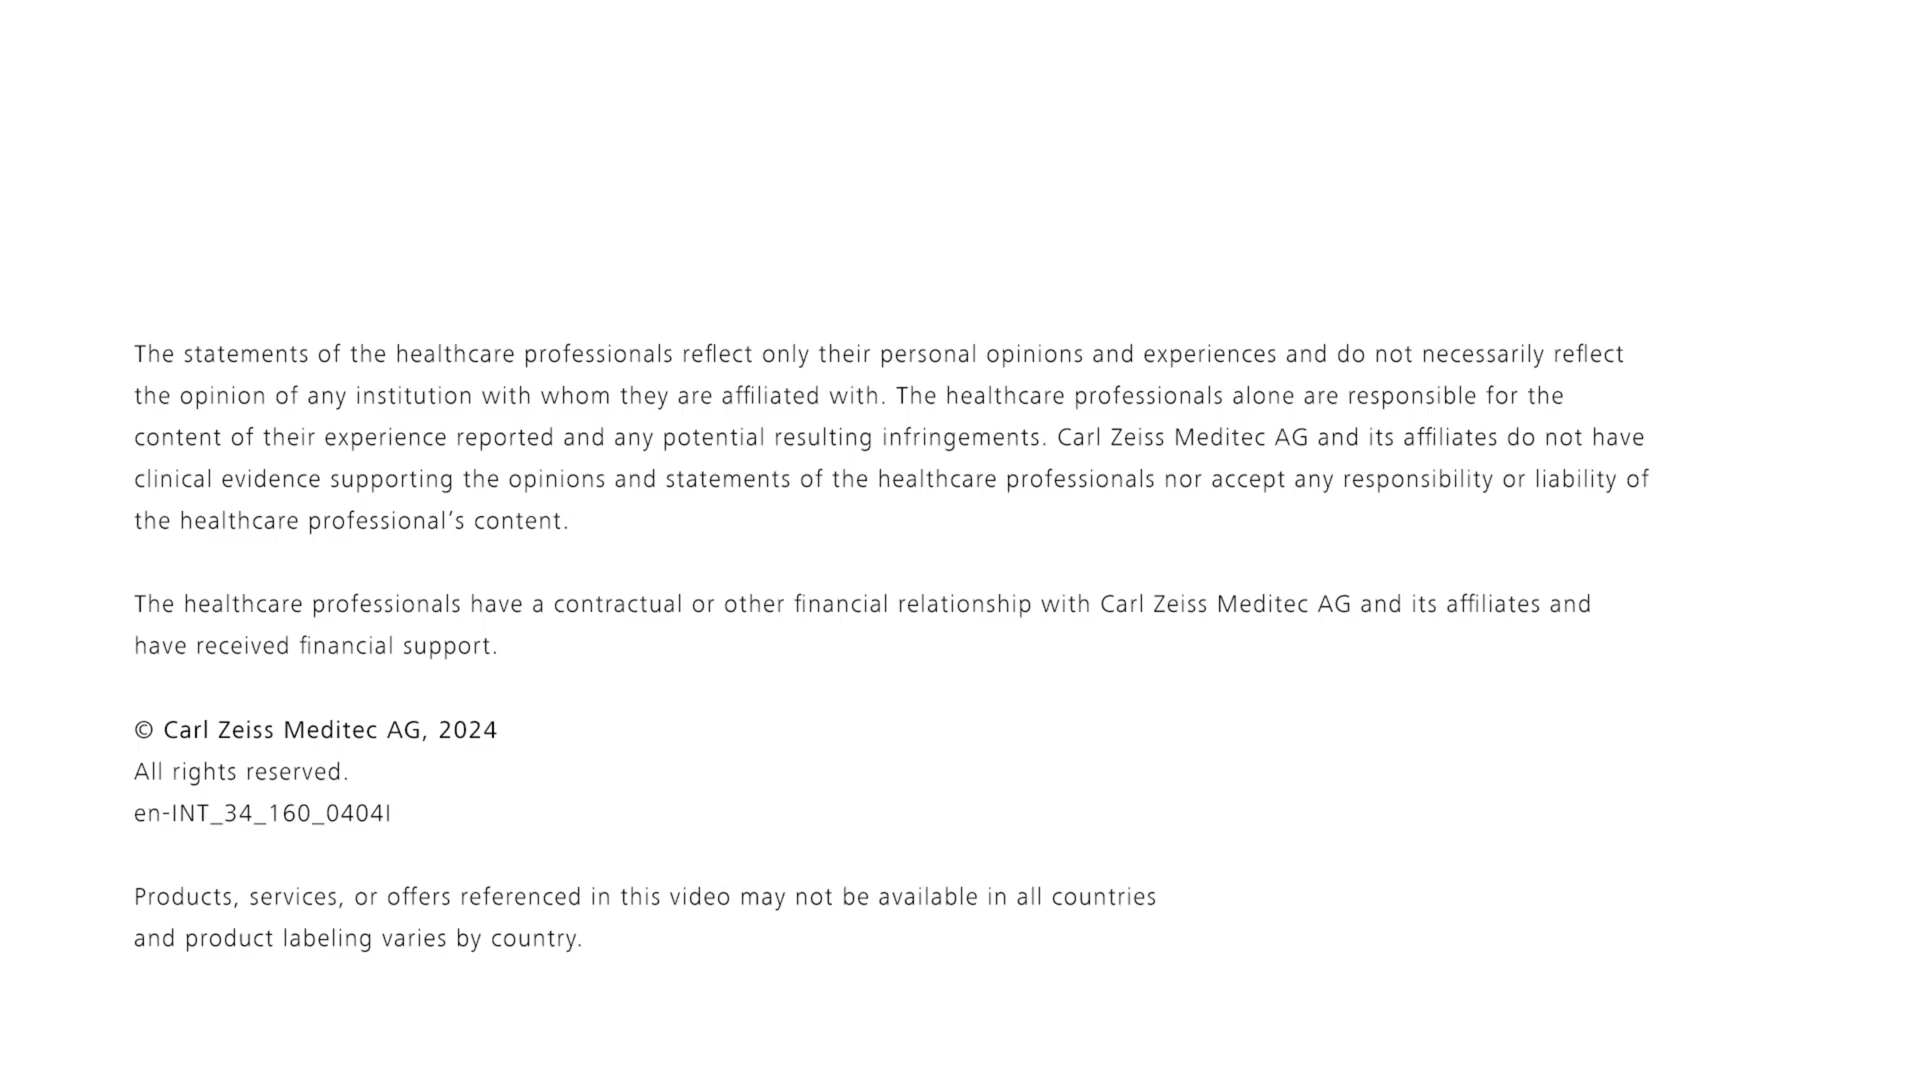 The statements of the healthcare professionals reflect only their personal opinions and experiences and do not necessarily reflect
the opinion of any institution with whom they are affiliated with. The healthcare professionals alone are responsible for the
content of their experience reported and any potential resulting infringements. Carl Zeiss Meditec AG and its affiliates do not have
clinical evidence supporting the opinions and statements of the healthcare professionals nor accept any responsibility or liability of
the healthcare professional’s content.
The healthcare professionals have a contractual or other financial relationship with Carl Zeiss Meditec AG and its affiliates and
have received financial support.
© Carl Zeiss Meditec AG, 2024
All rights reserved.
en-INT_34_160_0404I
Products, services, or offers referenced in this video may not be available in all countries
and product labeling varies by country.